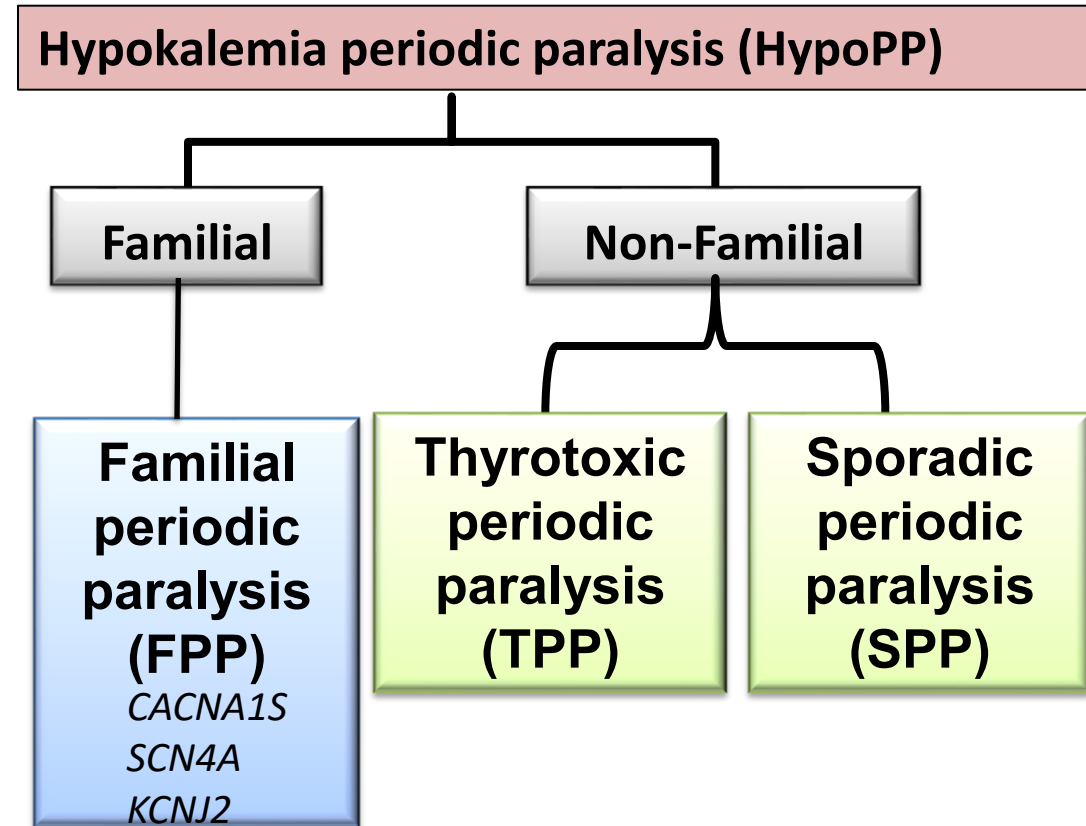 Hypokalemia periodic paralysis (HypoPP)
Familial
Non-Familial
Familial
periodic
paralysis
(FPP)
CACNA1S
SCN4A
KCNJ2
Thyrotoxic
periodic
paralysis
(TPP)
Sporadic
periodic
paralysis
(SPP)